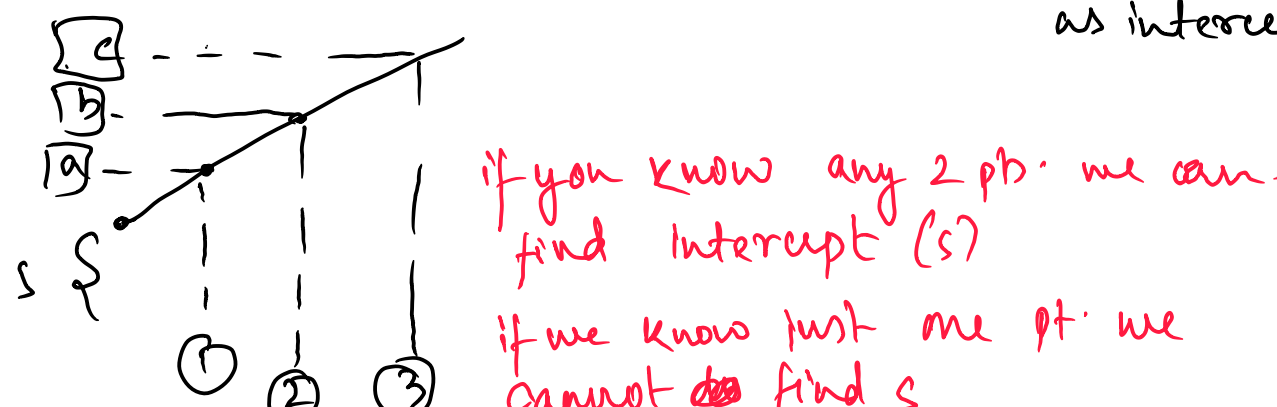 as interce
c
b
a
if you know any 2 pts. we can
find intercept (s)
s
if we know just one pt. we
1
2
3
cannot find s